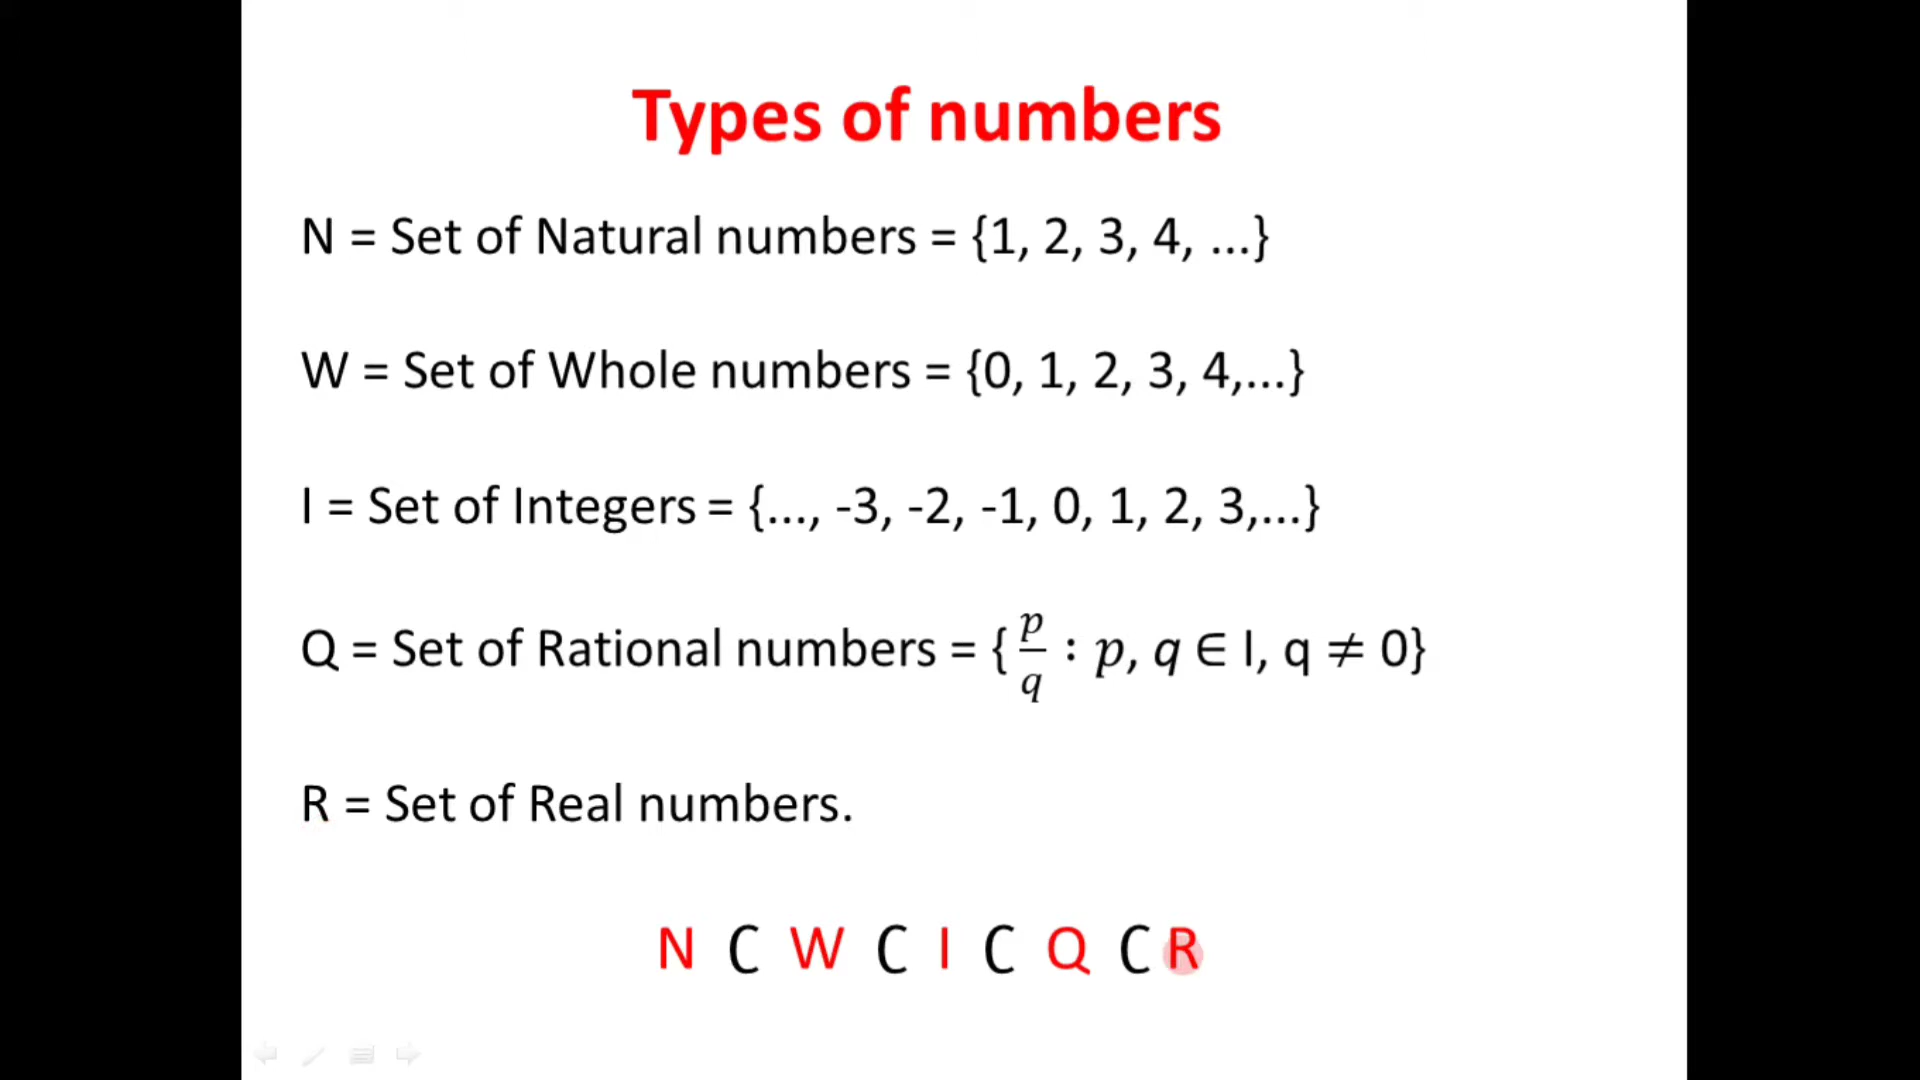 Types of numbers
N = Set of Natural numbers = {1, 2, 3, 4, ...}
W = Set of Whole numbers = {0, 1, 2, 3, 4,...}
I = Set of Integers = {..., -3, -2, -1, 0, 1, 2, 3,...}
Q = Set of Rational numbers = { p/q : p, q ∈ I, q ≠ 0}
R = Set of Real numbers.
N C W C I C Q C R